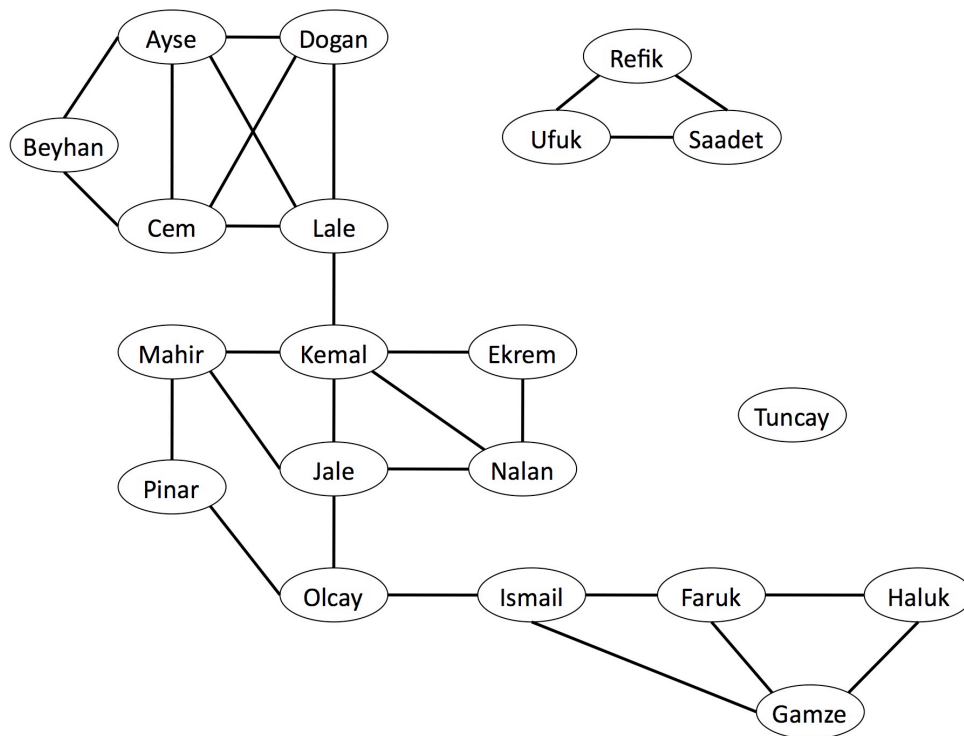 Ayse
Dogan
Refik
Beyhan
Ufuk
Saadet
Cem
Lale
Mahir
Kemal
Ekrem
Tuncay
Pinar
Jale
Nalan
Olcay
Ismail
Faruk
Haluk
Gamze